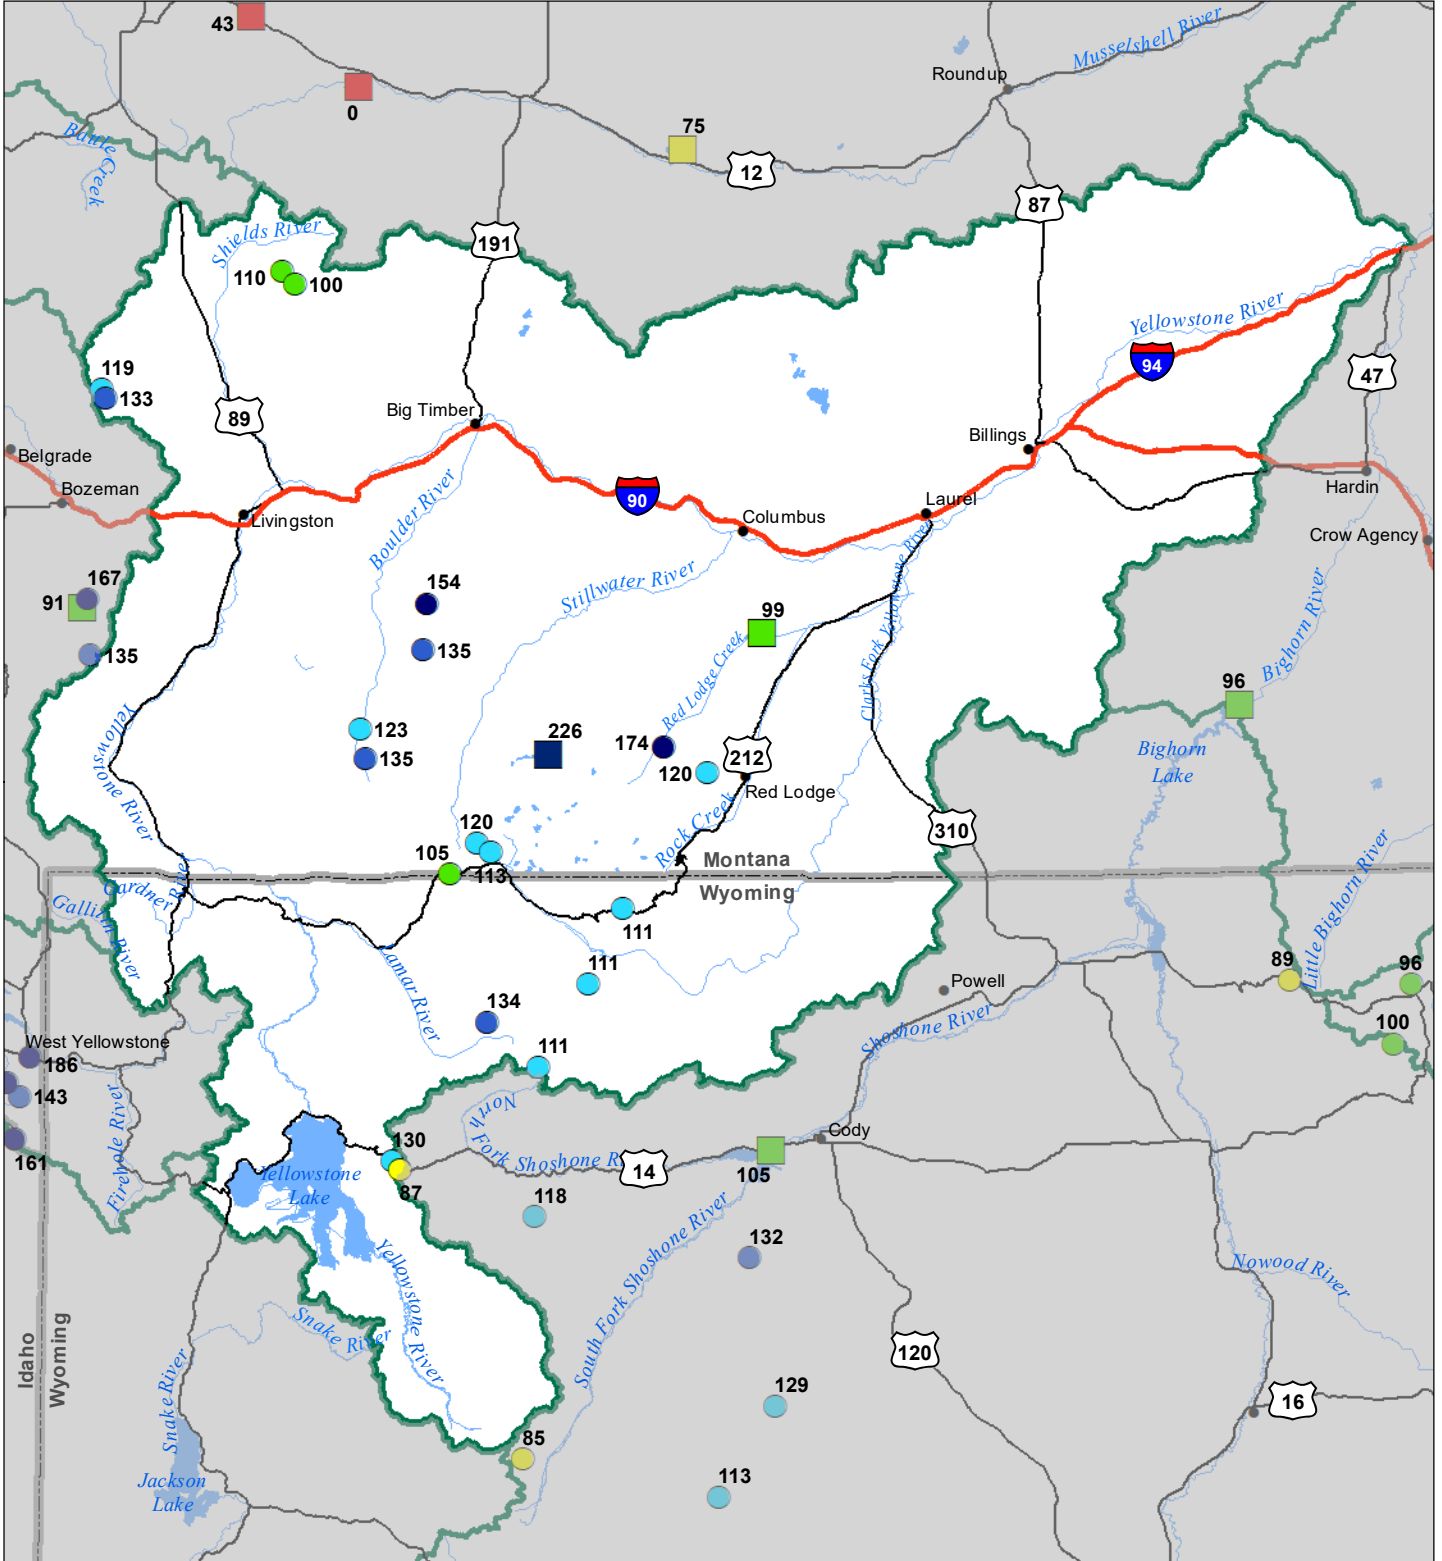 43
0
Roundup
Musselshell River
75
12
Battle Creek
87
191
Shields River
110
100
Yellowstone River
94
47
119
133
89
Big Timber
Billings
Belgrade
Bozeman
Livingston
90
Columbus
Laurel
Hardin
Crow Agency
Boulder River
Stillwater River
Clarks Fork Yellowstone River
167
91
135
154
135
99
Red Lodge Creek
Bighorn River
96
Yellowstone River
123
135
226
174
120
212
Red Lodge
Rock Creek
Bighorn
Lake
310
120
105
113
Montana
Wyoming
Gardner River
Gallatin River
111
111
Lamar River
134
111
Little Bighorn River
89
96
100
Powell
Shoshone River
West Yellowstone
186
143
161
Firehole River
North Fork Shoshone R
14
Cody
105
130
87
Yellowstone
Lake
118
132
South Fork Shoshone River
Nowood River
Yellowstone River
Snake River
Idaho
Wyoming
Snake River
120
16
129
85
113
Jackson
Lake